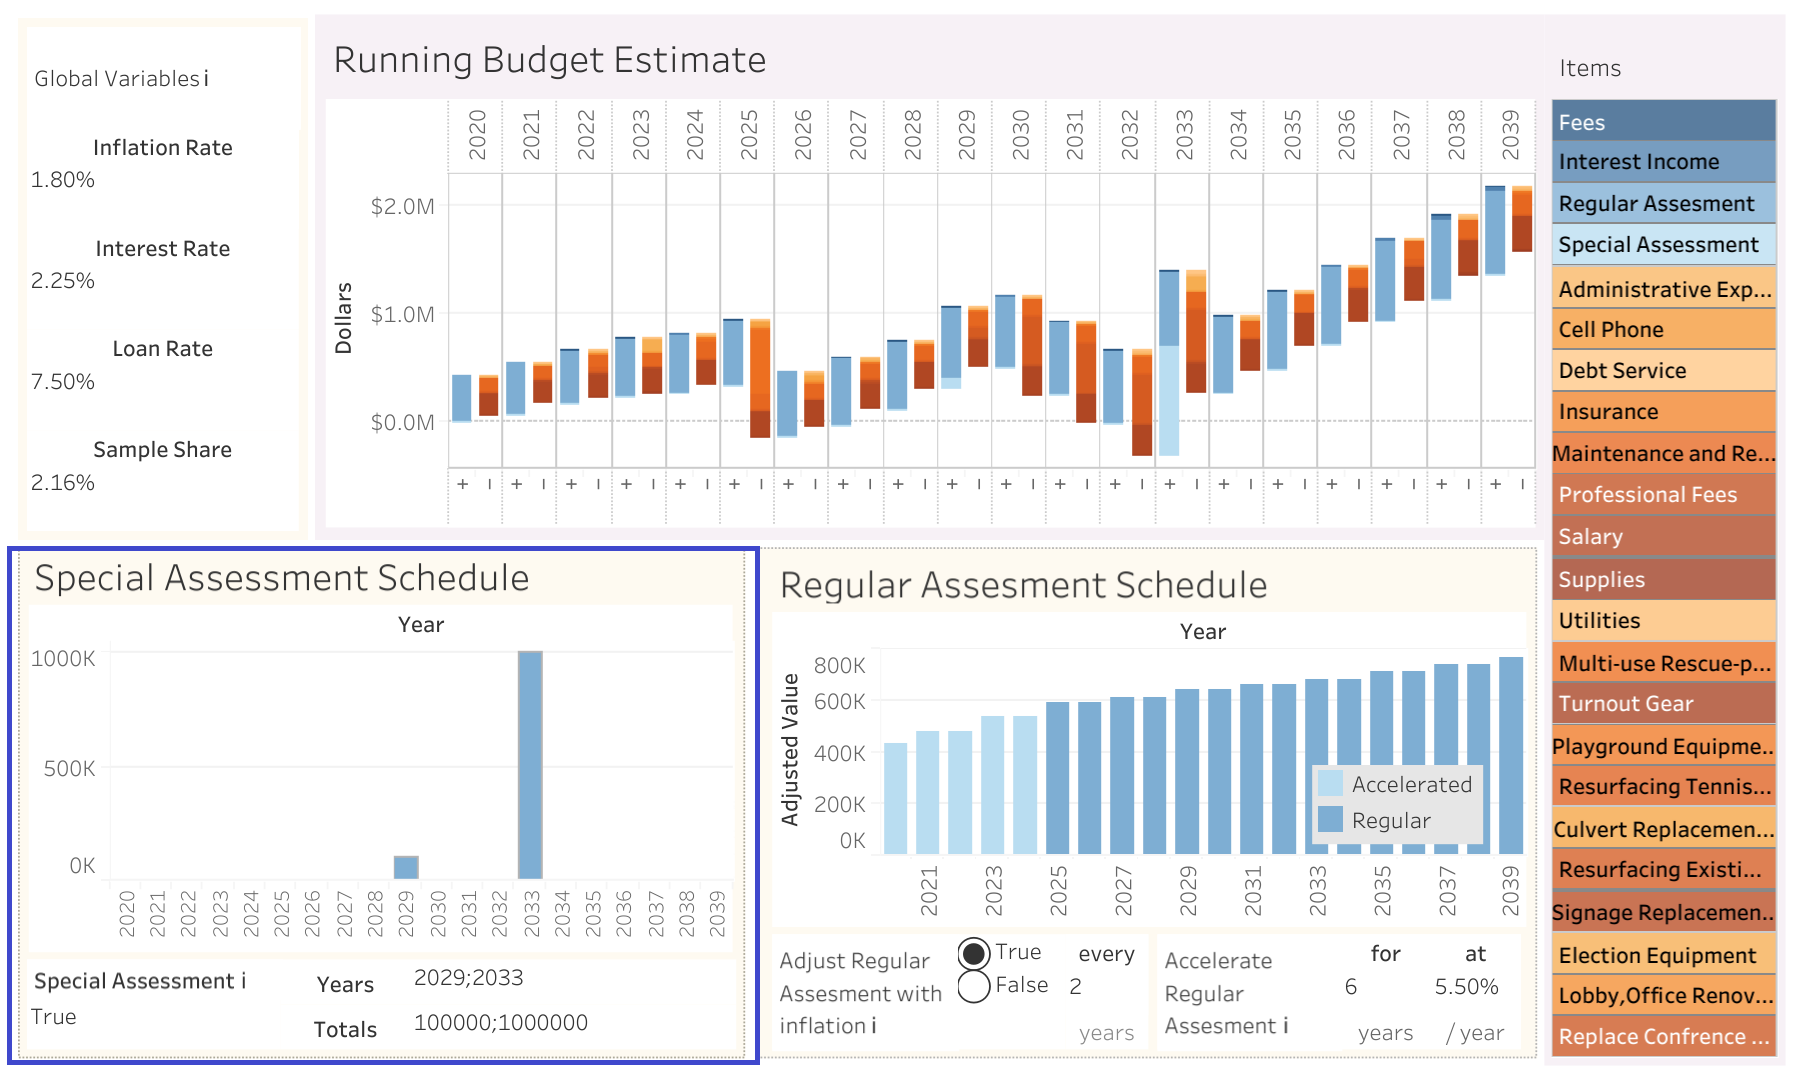 Global Variables i
Inflation Rate
1.80%
Interest Rate
2.25%
Loan Rate
7.50%
Sample Share
2.16%
Running Budget Estimate
2020 2021 2022 2023 2024 2025 2026 2027 2028 2029 2030 2031 2032 2033 2034 2035 2036 2037 2038 2039
Dollars
$2.0M
$1.0M
$0.0M
+ – + – + – + – + – + – + – + – + – + – + – + – + – + – + – + – + – + – + – + –
Items
Fees
Interest Income
Regular Assesment
Special Assessment
Administrative Exp...
Cell Phone
Debt Service
Insurance
Maintenance and Re...
Professional Fees
Salary
Supplies
Utilities
Multi-use Rescue-p...
Turnout Gear
Playground Equipme..
Resurfacing Tennis...
Culvert Replacemen...
Resurfacing Existi...
Signage Replacemen..
Election Equipment
Lobby,Office Renov...
Replace Confrence ...
Special Assessment Schedule
Year
1000K
500K
0K
2020 2021 2022 2023 2024 2025 2026 2027 2028 2029 2030 2031 2032 2033 2034 2035 2036 2037 2038 2039
Special Assessment i
True
Years 2029;2033
Totals 100000;1000000
Regular Assesment Schedule
Year
Adjusted Value
800K
600K
400K
200K
0K
Accelerated
Regular
2021 2023 2025 2027 2029 2031 2033 2035 2037 2039
Adjust Regular
Assesment with
inflation i
True
False
every
2
years
Accelerate
Regular
Assesment i
for
6
years
at
5.50%
/ year